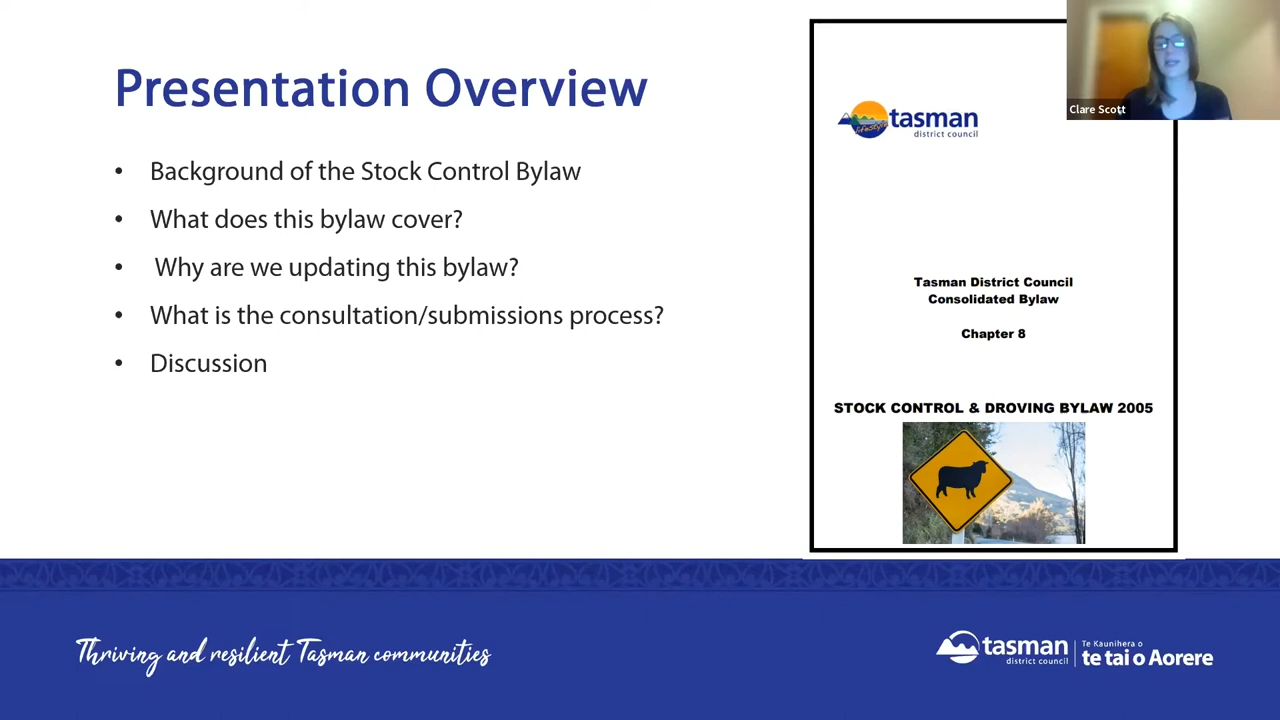 Presentation Overview
• Background of the Stock Control Bylaw
• What does this bylaw cover?
• Why are we updating this bylaw?
• What is the consultation/submissions process?
• Discussion
Clare Scott
lifestyle
tasman
district council
Tasman District Council
Consolidated Bylaw
Chapter 8
STOCK CONTROL & DROVING BYLAW 2005
Thriving and resilient Tasman communities
tasman
district council
Te Kaunihera o
te tai o Aorere